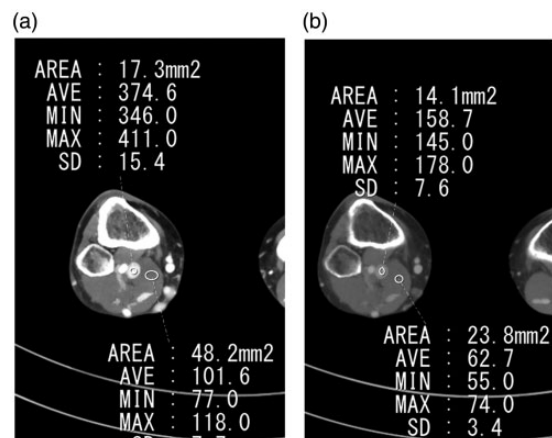 (a)
AREA : 17.3mm2
AVE : 374.6
MIN : 346.0
MAX : 411.0
SD : 15.4
AREA : 48.2mm2
AVE : 101.6
MIN : 77.0
MAX : 118.0
(b)
AREA : 14.1mm2
AVE : 158.7
MIN : 145.0
MAX : 178.0
SD : 7.6
AREA : 23.8mm2
AVE : 62.7
MIN : 55.0
MAX : 74.0
SD : 3.4